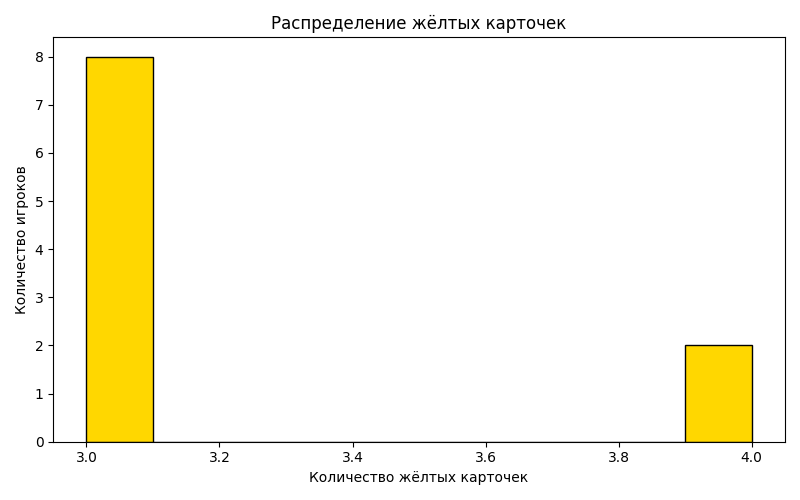 Распределение жёлтых карточек
8
7
6
5
4
3
2
1
0
Количество игроков
3.0 3.2 3.4 3.6 3.8 4.0
Количество жёлтых карточек